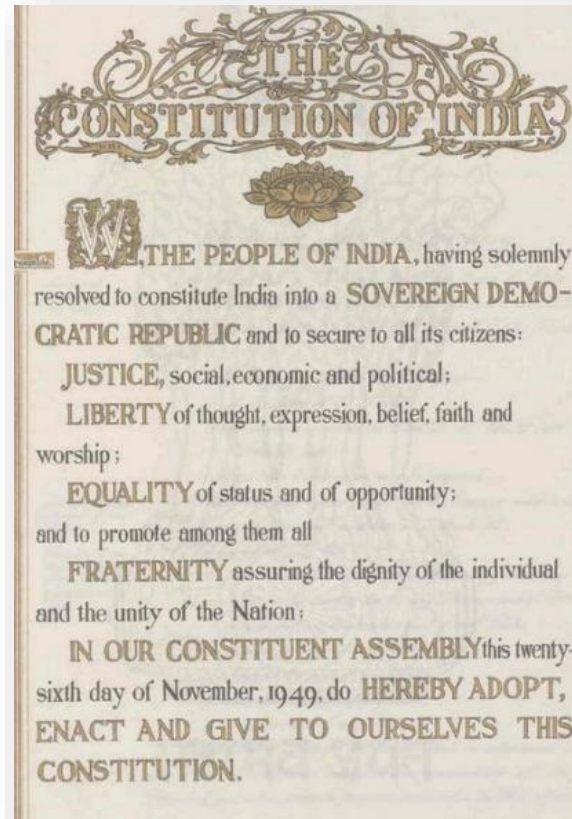 THE
CONSTITUTION OF INDIA
W,THE PEOPLE OF INDIA, having solemnly
resolved to constitute India into a SOVEREIGN DEMO-
CRATIC REPUBLIC and to secure to all its citizens:
JUSTICE, social, economic and political;
LIBERTY of thought, expression, belief, faith and
worship;
EQUALITY of status and of opportunity;
and to promote among them all
FRATERNITY assuring the dignity of the individual
and the unity of the Nation;
IN OUR CONSTITUENT ASSEMBLY this twenty-
sixth day of November, 1949, do HEREBY ADOPT,
ENACT AND GIVE TO OURSELVES THIS
CONSTITUTION.